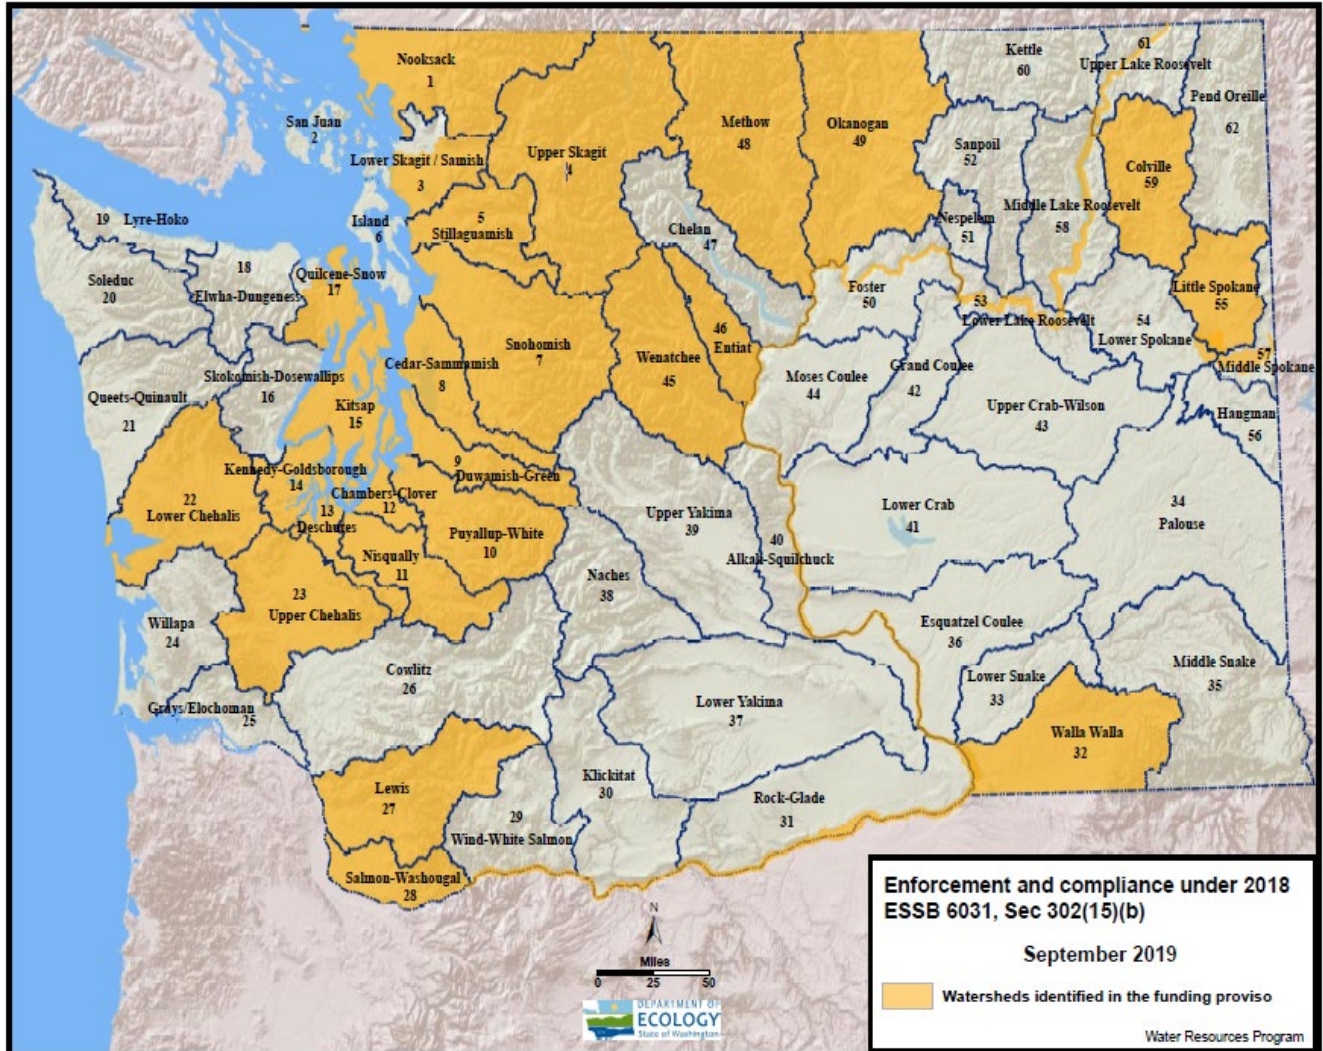 Nooksack
1
San Juan
2
Lower Skagit / Samish
3
Upper Skagit
4
5
Stillaguamish
Island
6
Methow
48
Okanogan
49
Kettle
60
61
Upper Lake Roosevelt
Pend Oreille
62
Sanpoil
52
Colville
59
Nespelem
51
Middle Lake Roosevelt
58
Chelan
47
19 Lyre-Hoko
Soleduc
20
18
Elwha-Dungeness
Quilcene-Snow
17
Foster
50
53
Lower Lake Roosevelt
54
Lower Spokane
Little Spokane
55
57
Middle Spokane
Snohomish
7
Cedar-Sammamish
8
Wenatchee
45
46
Entiat
Moses Coulee
44
Grand Coulee
42
Upper Crab-Wilson
43
Hangman
56
Queets-Quinault
21
Skokomish-Dosewallips
16
Kitsap
15
Kennedy-Goldsborough
14
9
Duwamish-Green
Chambers-Clover
12
13
Deschutes
22
Lower Chehalis
Puyallup-White
10
Nisqually
11
Upper Yakima
39
40
Alkali-Squilchuck
Lower Crab
41
34
Palouse
23
Upper Chehalis
Naches
38
Willapa
24
Esquatzel Coulee
36
Cowlitz
26
Lower Snake
33
Middle Snake
35
Grays/Elochoman
25
Lower Yakima
37
Walla Walla
32
Lewis
27
Klickitat
30
Rock-Glade
31
29
Wind-White Salmon
Salmon-Washougal
28
N
Miles
0 25 50
DEPARTMENT OF
ECOLOGY
State of Washington
Enforcement and compliance under 2018
ESSB 6031, Sec 302(15)(b)
September 2019
Watersheds identified in the funding proviso
Water Resources Program